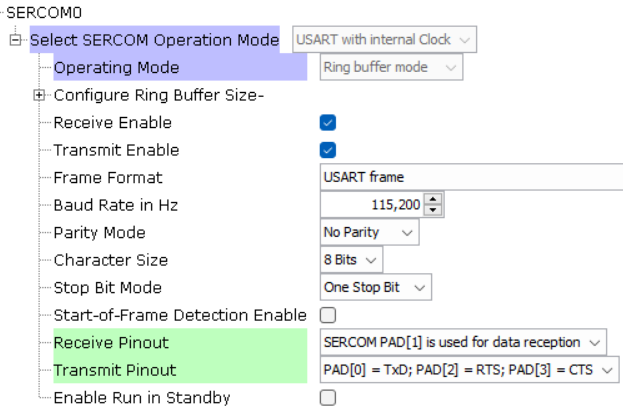 SERCOM0
Select SERCOM Operation Mode USART with internal Clock
Operating Mode Ring buffer mode
Configure Ring Buffer Size-
Receive Enable
Transmit Enable
Frame Format USART frame
Baud Rate in Hz 115,200
Parity Mode No Parity
Character Size 8 Bits
Stop Bit Mode One Stop Bit
Start-of-Frame Detection Enable
Receive Pinout SERCOM PAD[1] is used for data reception
Transmit Pinout PAD[0] = TxD; PAD[2] = RTS; PAD[3] = CTS
Enable Run in Standby